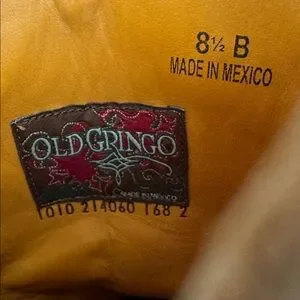 8½ B
MADE IN MEXICO
OLD GRINGO
MADE IN MEXICO
1010 214060 168 2